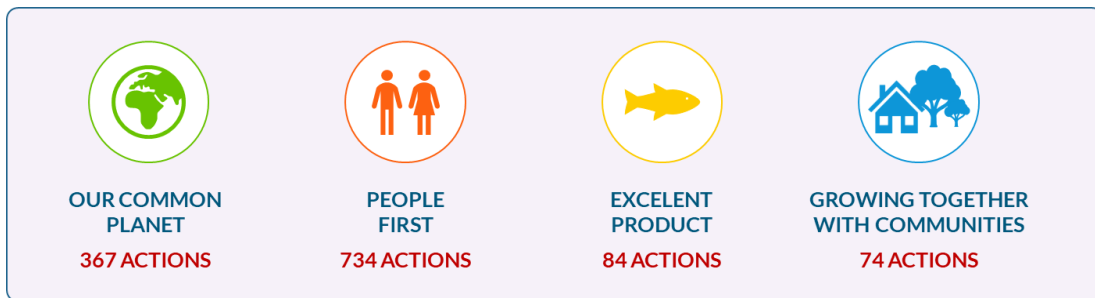 OUR COMMON
PLANET
367 ACTIONS
PEOPLE
FIRST
734 ACTIONS
EXCELENT
PRODUCT
84 ACTIONS
GROWING TOGETHER
WITH COMMUNITIES
74 ACTIONS